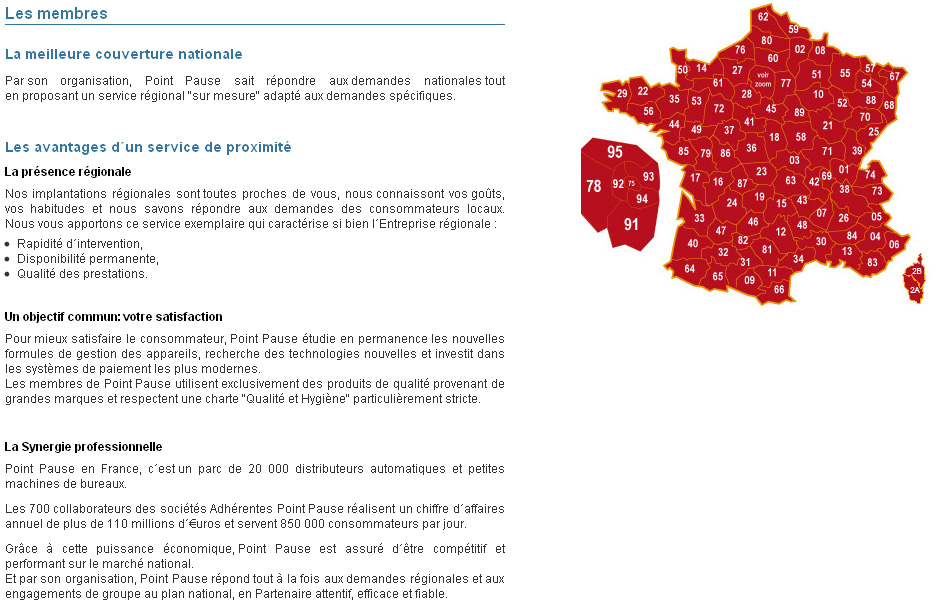 Les membres
La meilleure couverture nationale
Par son organisation, Point Pause sait répondre aux demandes nationales tout
en proposant un service régional "sur mesure" adapté aux demandes spécifiques.
Les avantages d´un service de proximité
La présence régionale
Nos implantations régionales sont toutes proches de vous, nous connaissont vos goûts,
vos habitudes et nous savons répondre aux demandes des consommateurs locaux.
Nous vous apportons ce service exemplaire qui caractérise si bien l´Entreprise régionale :
• Rapidité d´intervention,
• Disponibilité permanente,
• Qualité des prestations.
Un objectif commun: votre satisfaction
Pour mieux satisfaire le consommateur, Point Pause étudie en permanence les nouvelles
formules de gestion des appareils, recherche des technologies nouvelles et investit dans
les systèmes de paiement les plus modernes.
Les membres de Point Pause utilisent exclusivement des produits de qualité provenant de
grandes marques et respectent une charte "Qualité et Hygiène" particulièrement stricte.
La Synergie professionnelle
Point Pause en France, c´est un parc de 20 000 distributeurs automatiques et petites
machines de bureaux.
Les 700 collaborateurs des sociétés Adhérentes Point Pause réalisent un chiffre d´affaires
annuel de plus de 110 millions d´€uros et servent 850 000 consommateurs par jour.
Grâce à cette puissance économique, Point Pause est assuré d´être compétitif et
performant sur le marché national.
Et par son organisation, Point Pause répond tout à la fois aux demandes régionales et aux
engagements de groupe au plan national, en Partenaire attentif, efficace et fiable.
62
59
80
76 60 02 08
50 14 27 voir zoom 77 51 55 57 67
61 54
29 22 35 53 28 10 52 88 68
56 72 45 89 70
44 49 37 41 18 58 21 25
85 79 86 36 71 39
03
17 16 87 23 63 42 69 01 74
38 73
24 19 15 43
33 46 48 07 26 05
47 12
40 82 30 84 04 06
32 81 34 13
64 31 83
65 09 11
66
2B
2A
95
78 92 75 93
94
91